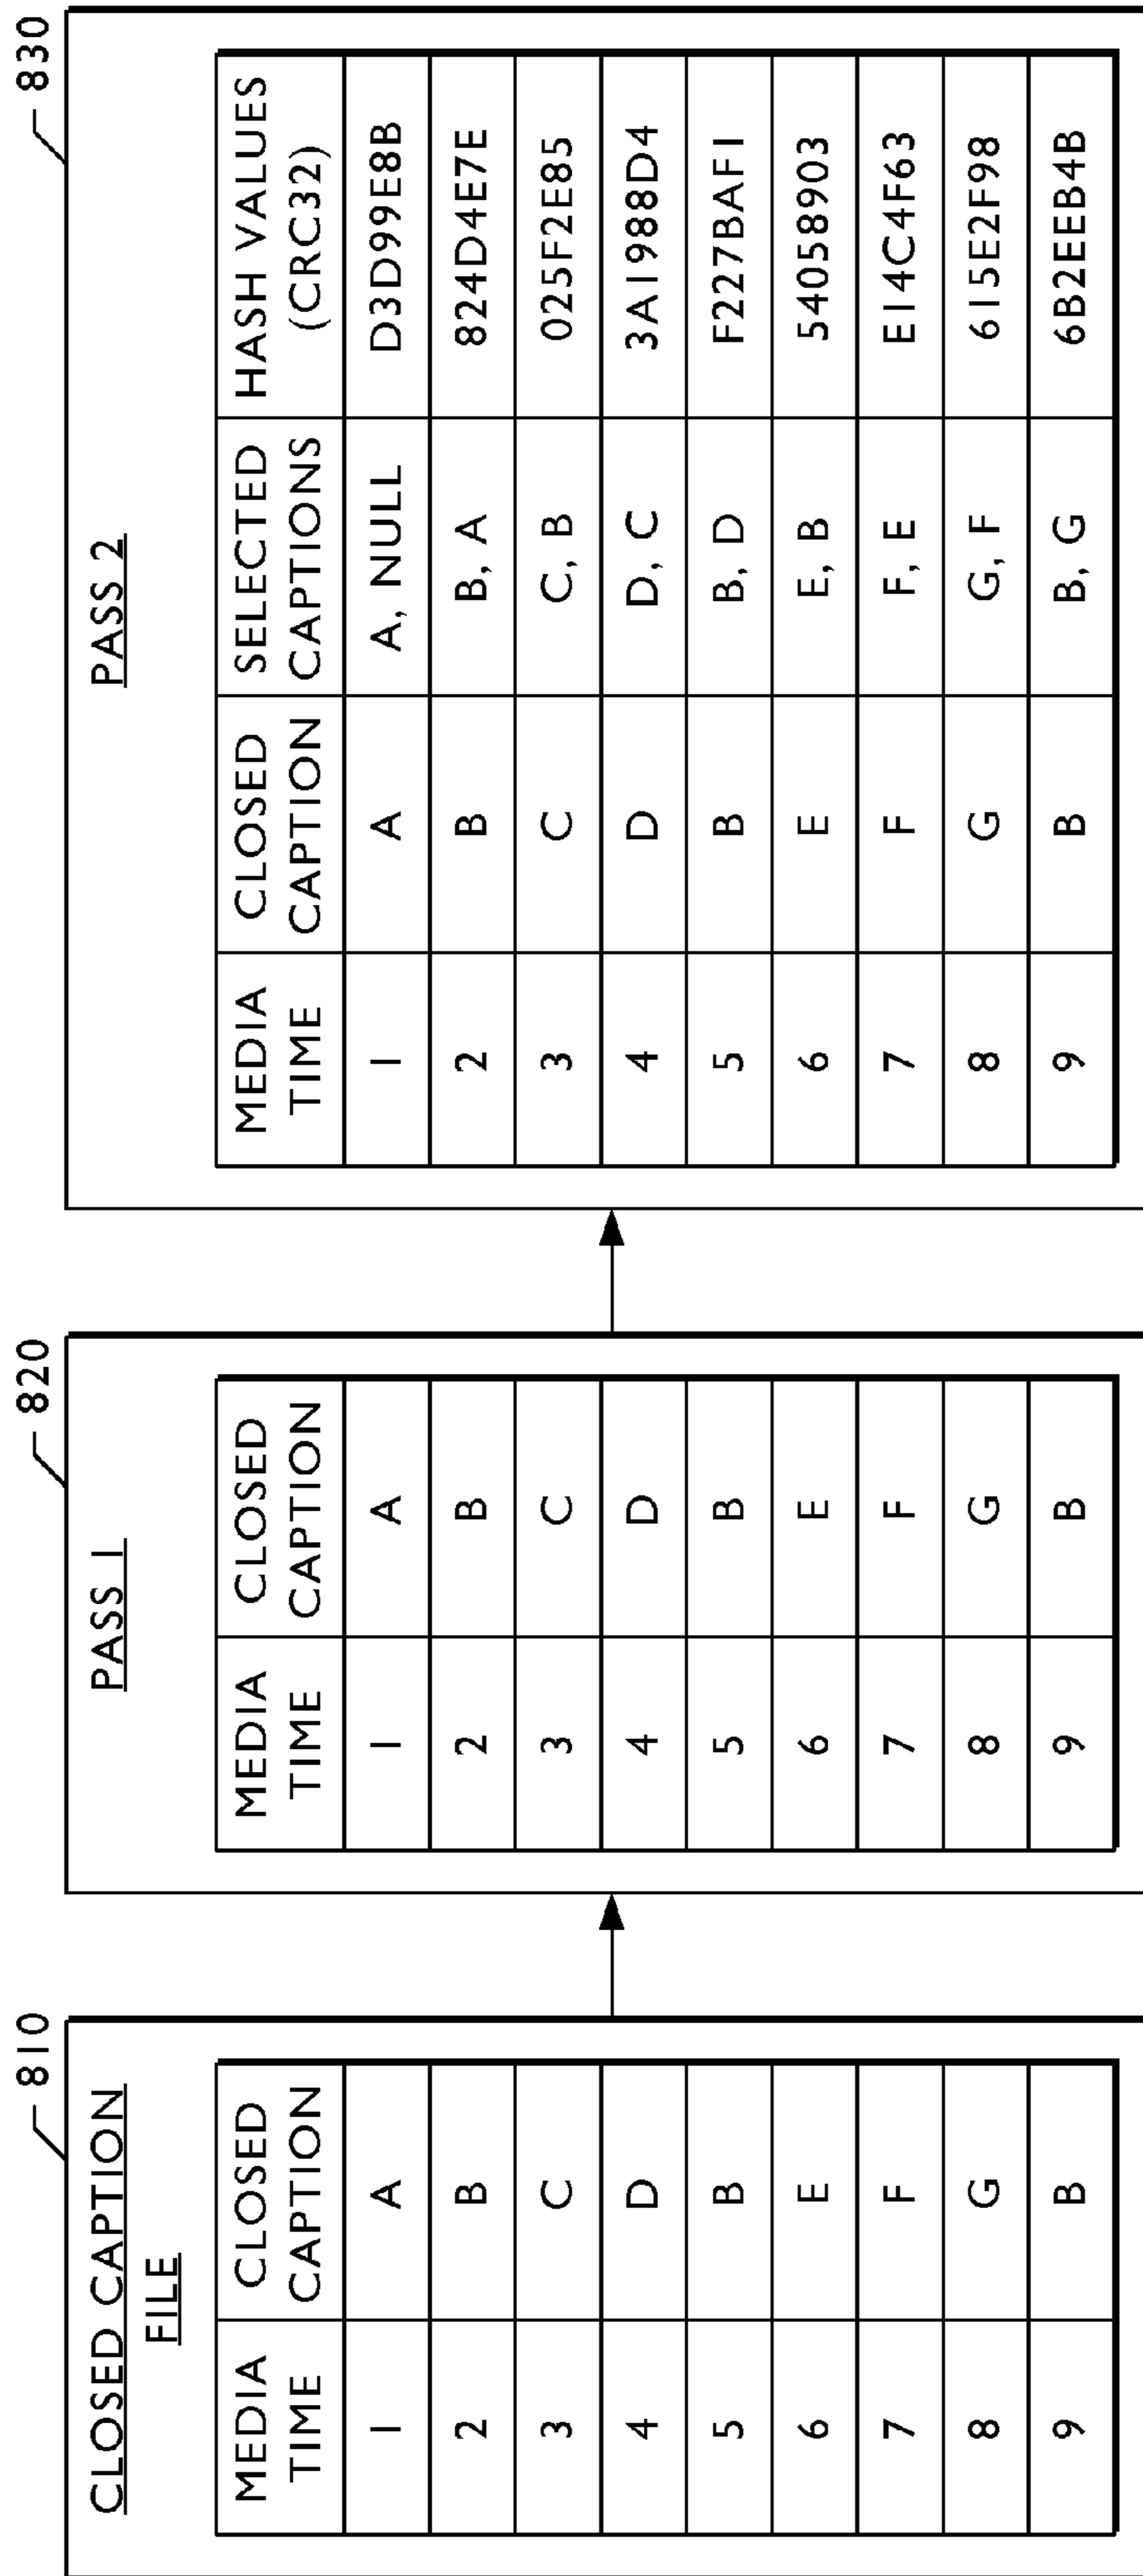 810
CLOSED CAPTION
FILE
MEDIA TIME CLOSED CAPTION
1 A
2 B
3 C
4 D
5 B
6 E
7 F
8 G
9 B
820
PASS 1
MEDIA TIME CLOSED CAPTION
1 A
2 B
3 C
4 D
5 B
6 E
7 F
8 G
9 B
830
PASS 2
MEDIA TIME CLOSED CAPTION SELECTED CAPTIONS HASH VALUES (CRC32)
1 A A, NULL D3D99E8B
2 B B, A 824D4E7E
3 C C, B 025F2E85
4 D D, C 3A1988D4
5 B B, D F227BAF1
6 E E, B 54058903
7 F F, E E14C4F63
8 G G, F 615E2F98
9 B B, G 6B2EEB4B